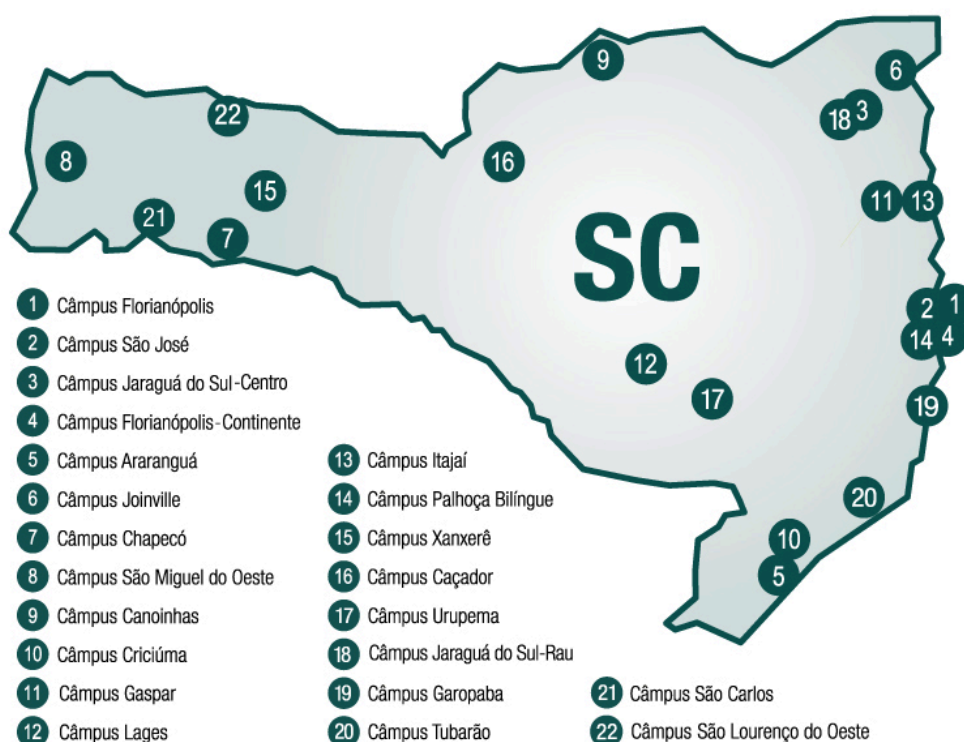 9
6
22
3
18
8
16
15
11
13
21
7
SC
2
1
14
4
12
17
19
20
10
5
1 Câmpus Florianópolis
2 Câmpus São José
3 Câmpus Jaraguá do Sul-Centro
4 Câmpus Florianópolis-Continente
5 Câmpus Araranguá
6 Câmpus Joinville
7 Câmpus Chapecó
8 Câmpus São Miguel do Oeste
9 Câmpus Canoinhas
10 Câmpus Criciúma
11 Câmpus Gaspar
12 Câmpus Lages
13 Câmpus Itajaí
14 Câmpus Palhoça Bilíngue
15 Câmpus Xanxerê
16 Câmpus Caçador
17 Câmpus Urupema
18 Câmpus Jaraguá do Sul-Rau
19 Câmpus Garopaba
20 Câmpus Tubarão
21 Câmpus São Carlos
22 Câmpus São Lourenço do Oeste